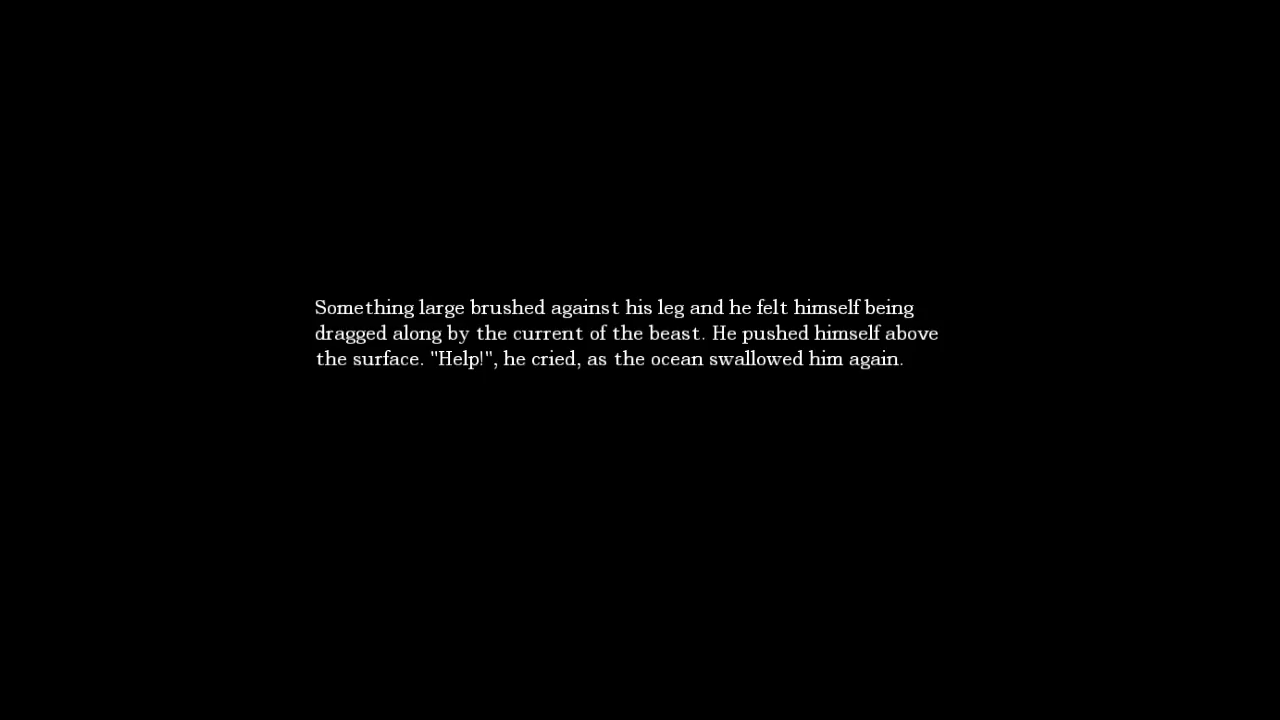 Something large brushed against his leg and he felt himself being
dragged along by the current of the beast. He pushed himself above
the surface. "Help!", he cried, as the ocean swallowed him again.